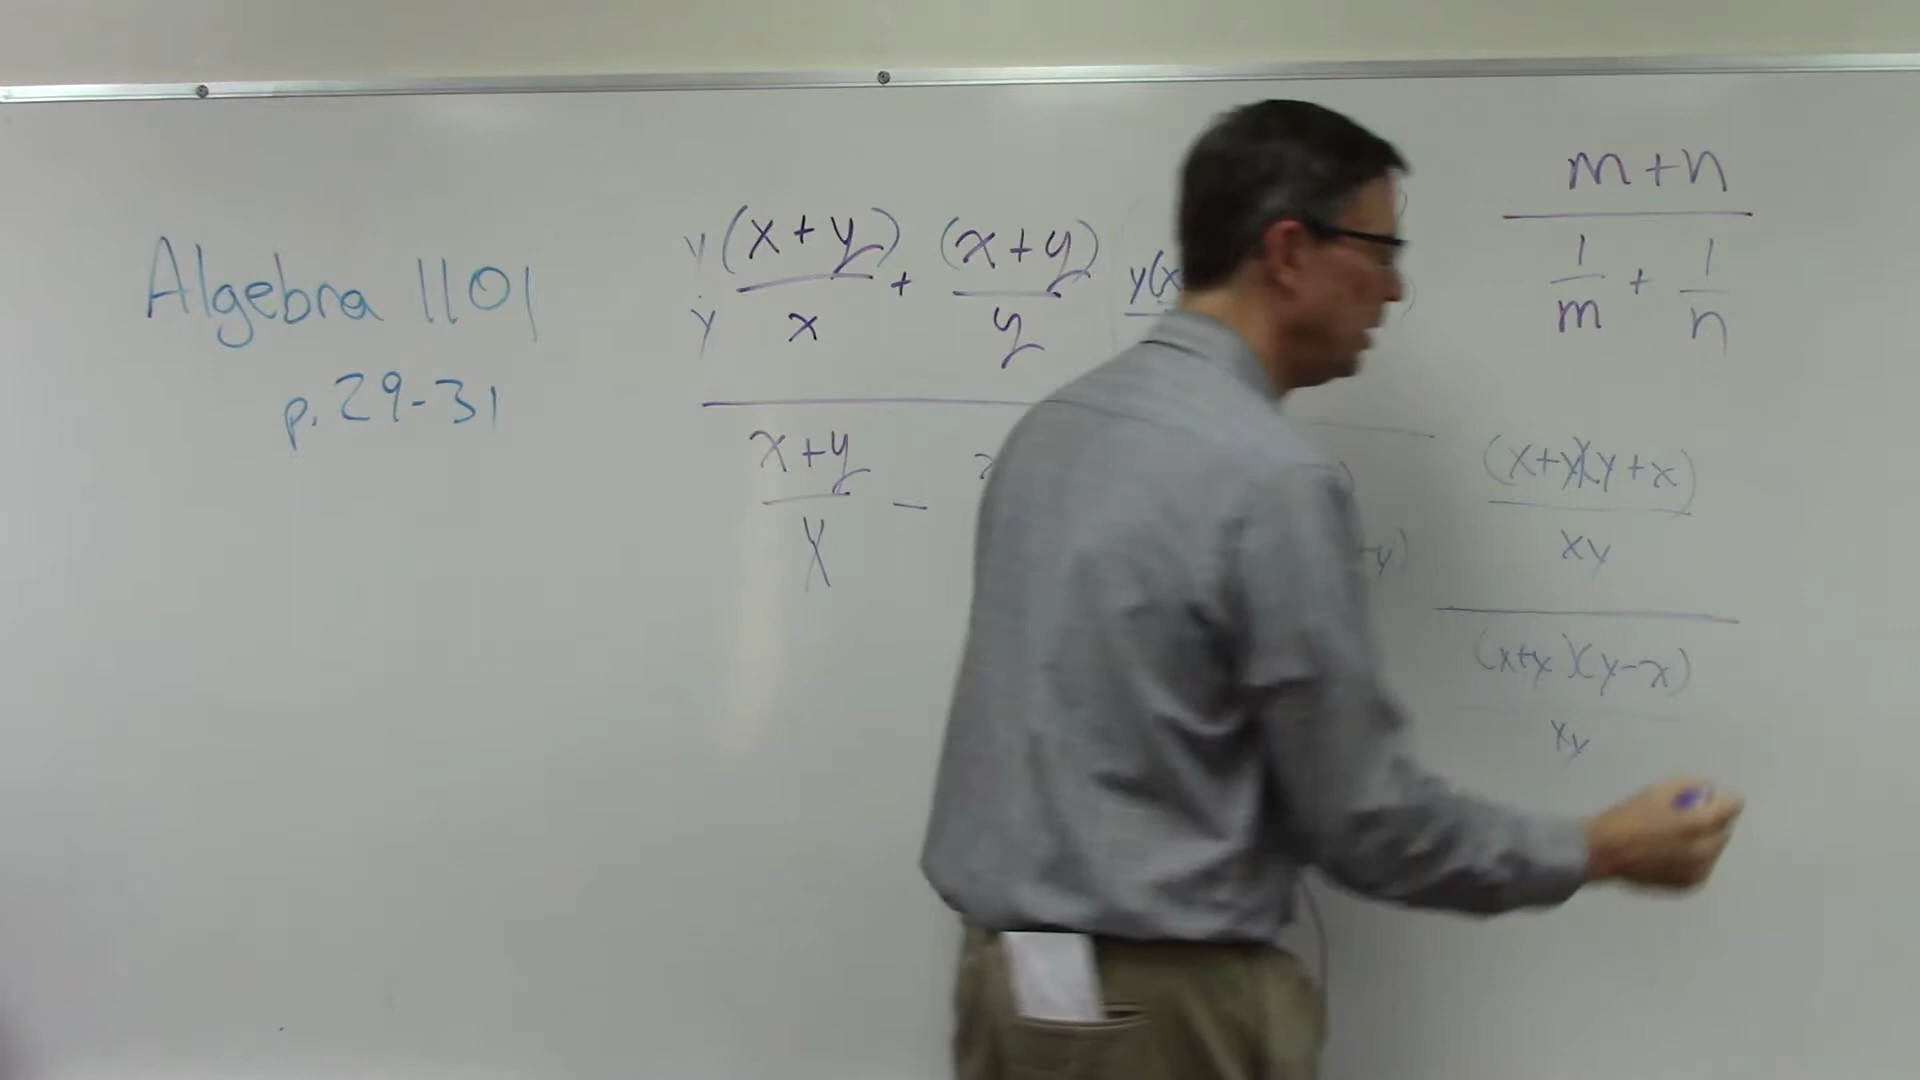 Algebra 1101
p. 29-31
y (x + y) + (x + y)
y x y
x + y
y -
y(x
-y)
m + n
1 + 1
m n
(x+y)(y+x)
xy
(x+y)(y-x)
xy